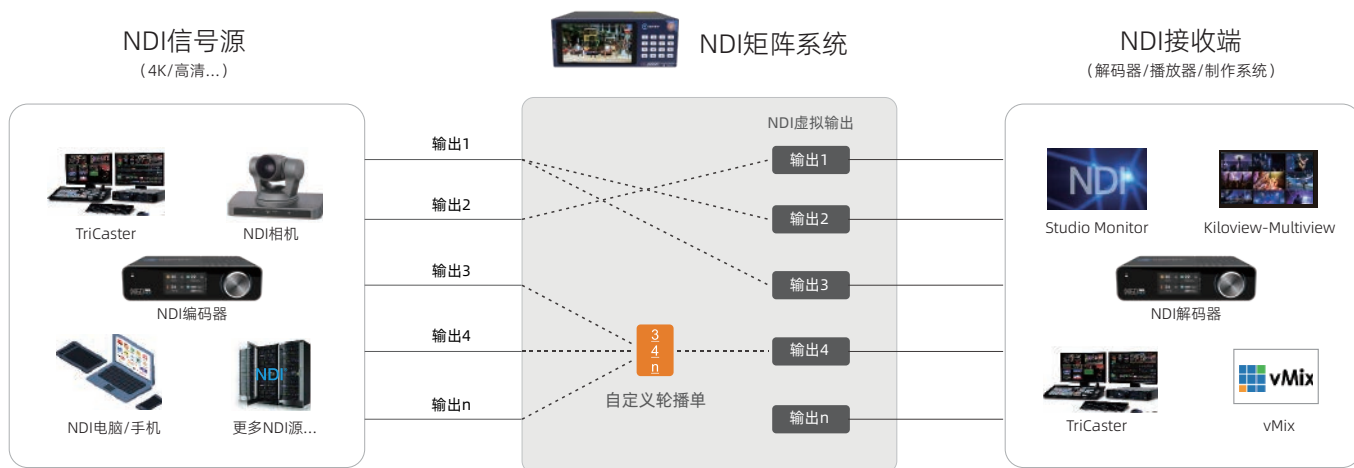 NDI信号源
（4K/高清...）
NDI矩阵系统
NDI接收端
（解码器/播放器/制作系统）
TriCaster
NDI相机
NDI编码器
NDI电脑/手机
NDI
更多NDI源...
输出1
输出2
输出3
输出4
输出n
NDI虚拟输出
输出1
输出2
输出3
输出4
输出n
3
4
n
自定义轮播单
NDI
Studio Monitor
Kiloview-Multiview
NDI解码器
TriCaster
vMix
vMix